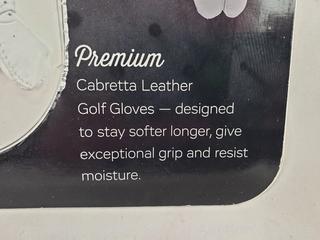 Premium
Cabretta Leather
Golf Gloves — designed
to stay softer longer, give
exceptional grip and resist
moisture.